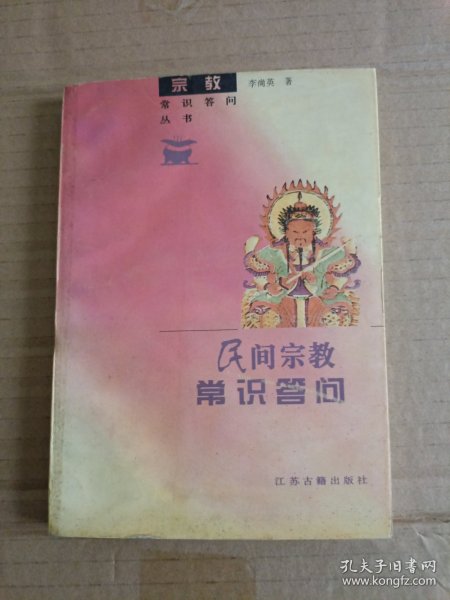 宗教
李尚英 著
常识答问
丛书
民间宗教
常识答问
江苏古籍出版社
孔夫子旧书网
www.kongfz.com